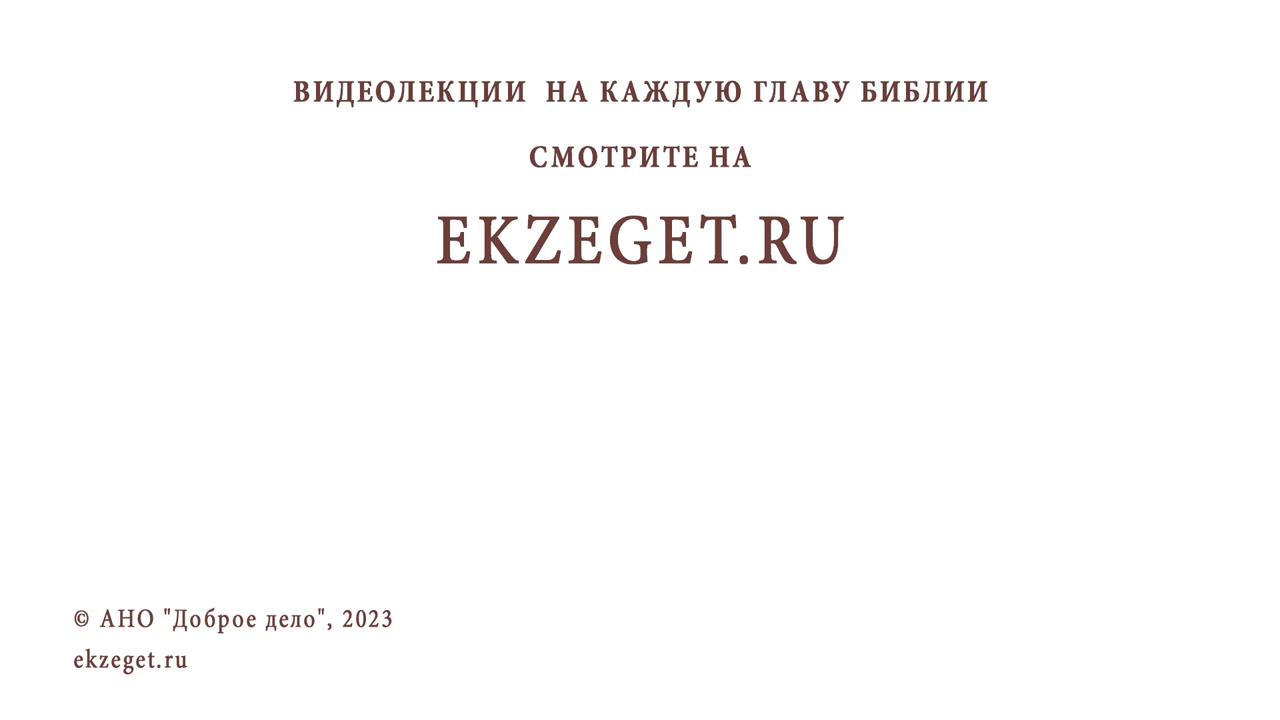 ВИДЕОЛЕКЦИИ НА КАЖДУЮ ГЛАВУ БИБЛИИ
СМОТРИТЕ НА
EKZEGET.RU
© АНО "Доброе дело", 2023
ekzeget.ru